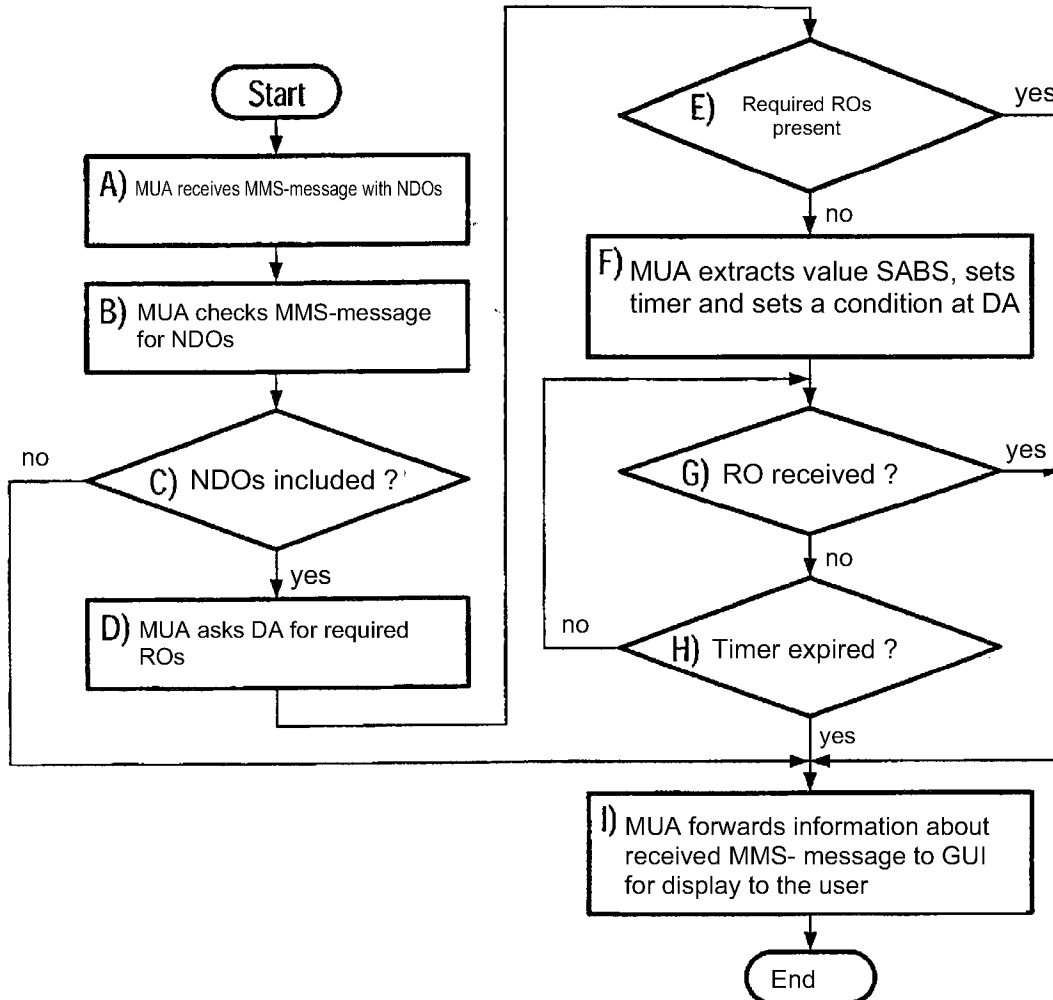 Start
A) MUA receives MMS-message with NDOs
B) MUA checks MMS-message
for NDOs
no
C) NDOs included ?
yes
D) MUA asks DA for required
ROs
E) Required ROs
present
yes
no
F) MUA extracts value SABS, sets
timer and sets a condition at DA
G) RO received ?
yes
no
no
H) Timer expired ?
yes
I) MUA forwards information about
received MMS- message to GUI
for display to the user
End